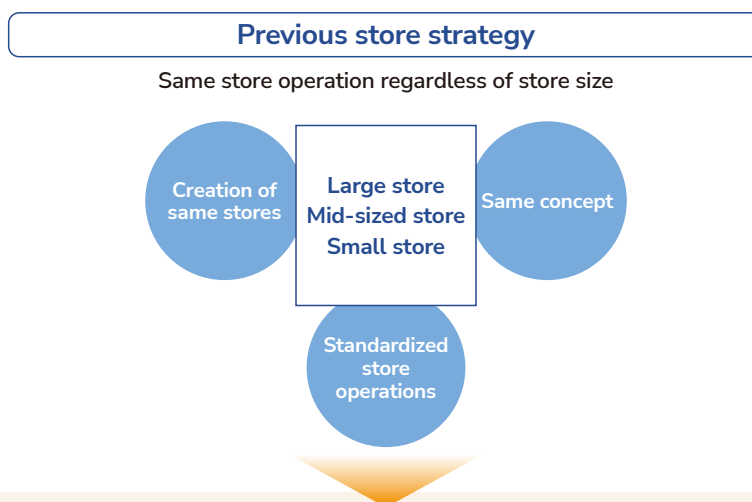 Previous store strategy
Same store operation regardless of store size
Creation of
same stores
Large store
Mid-sized store
Small store
Same concept
Standardized
store
operations